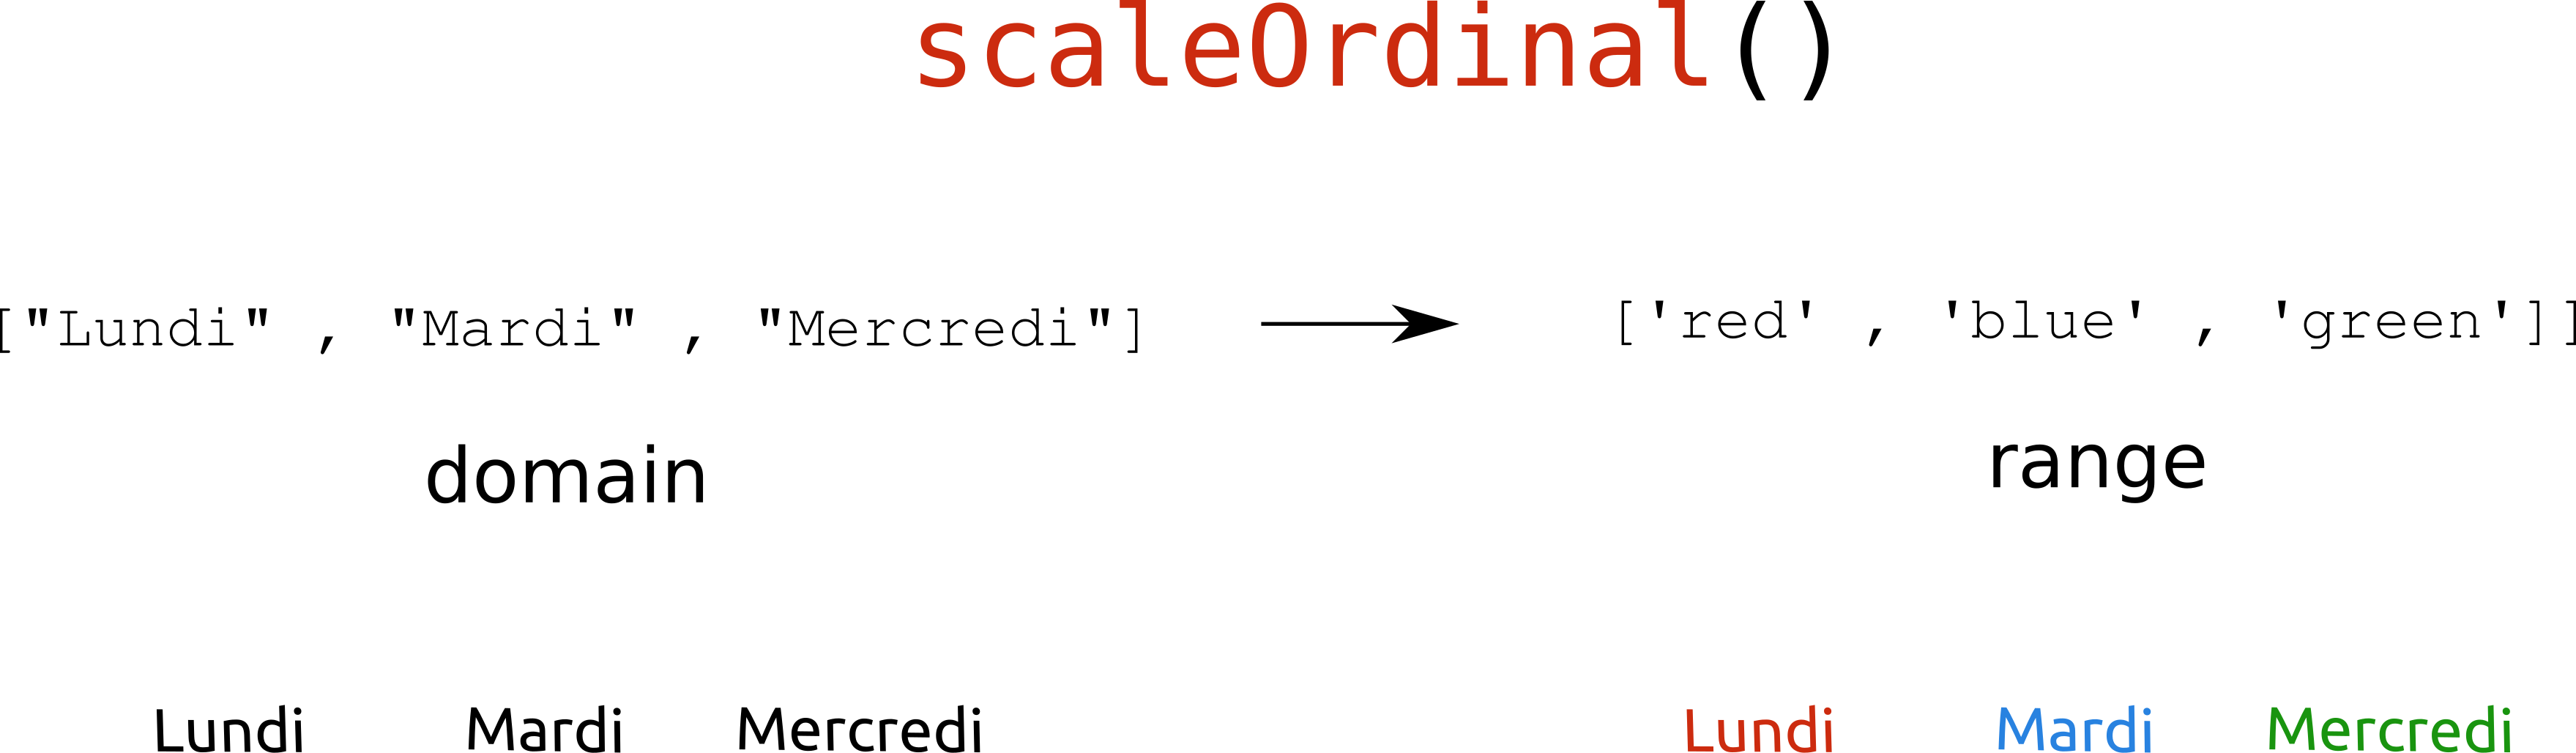 scaleOrdinal()
["Lundi" , "Mardi" , "Mercredi"] ['red' , 'blue' , 'green']]
domain range
Lundi Mardi Mercredi Lundi Mardi Mercredi